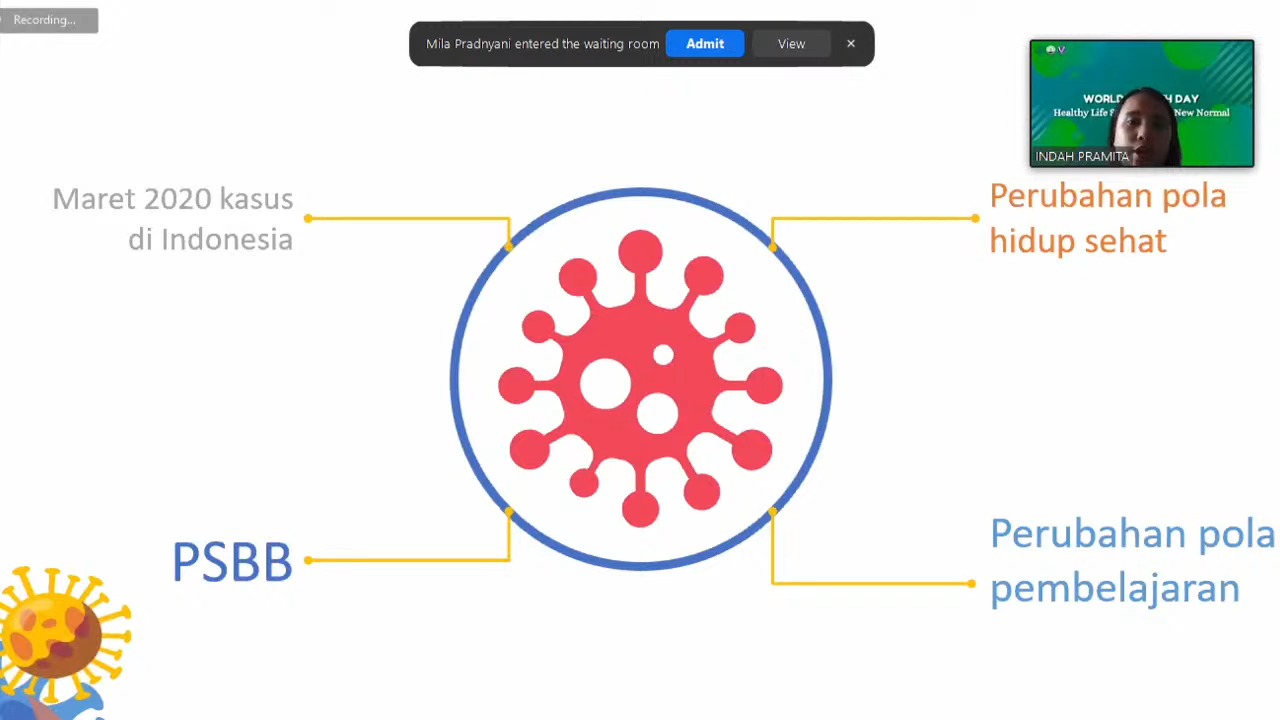 Recording...
Mila Pradnyani entered the waiting room Admit View
WORLD
H DAY
Healthy Life
New Normal
INDAH PRAMITA
Maret 2020 kasus
di Indonesia
Perubahan pola
hidup sehat
PSBB
Perubahan pola
pembelajaran